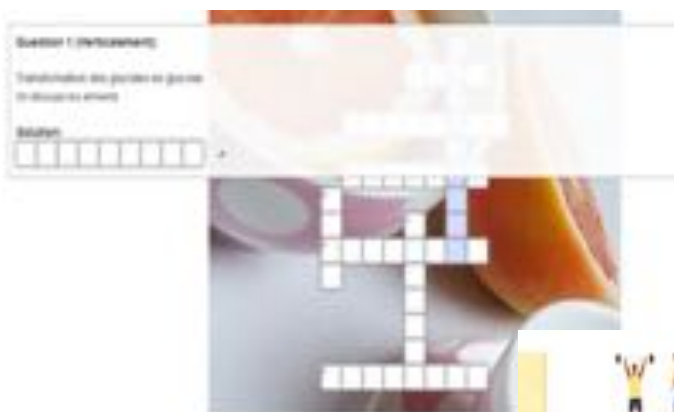 Question 1 (Verticalement):
Transformation des glucides en glucose
Solution: